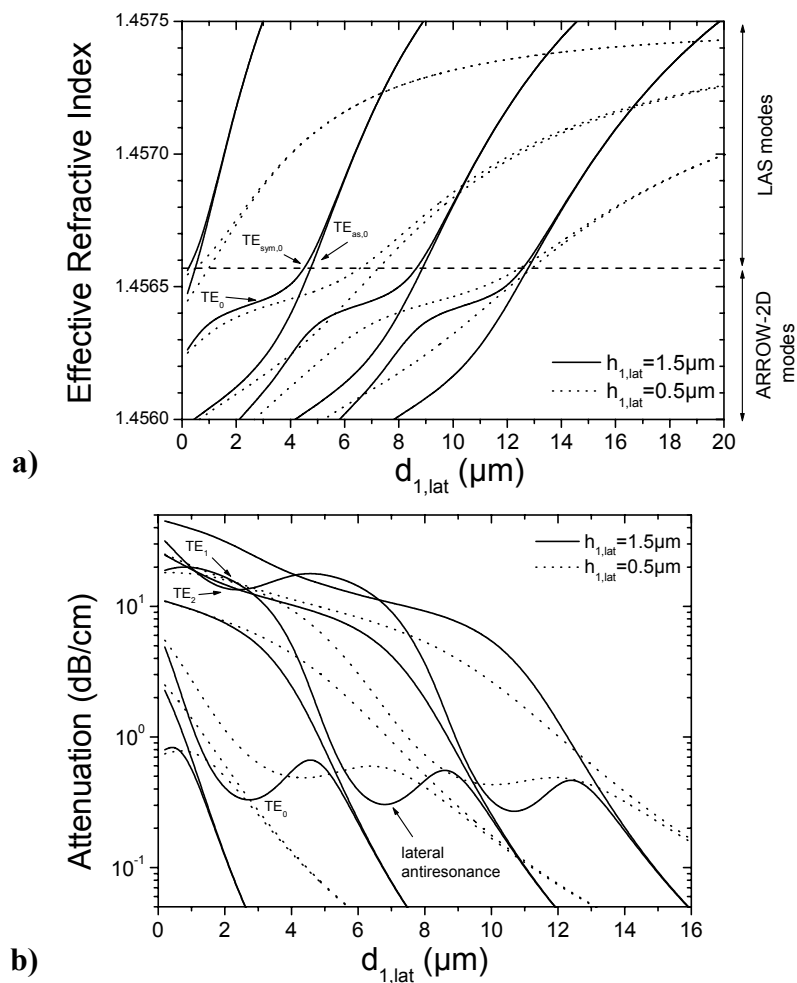 1.4575
1.4570
1.4565
1.4560
Effective Refractive Index
TE_sym,0
TE_as,0
TE_0
h_1,lat=1.5µm
h_1,lat=0.5µm
LAS modes
ARROW-2D
modes
0 2 4 6 8 10 12 14 16 18 20
d_1,lat (µm)
a)
10^1
10^0
10^-1
Attenuation (dB/cm)
TE_1
TE_2
TE_0
lateral
antiresonance
h_1,lat=1.5µm
h_1,lat=0.5µm
0 2 4 6 8 10 12 14 16
d_1,lat (µm)
b)